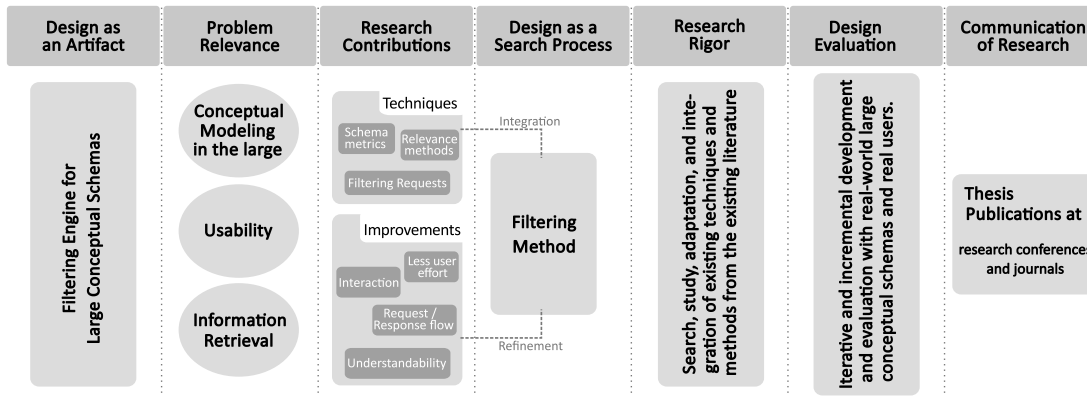 Design as
an Artifact
Problem
Relevance
Research
Contributions
Design as a
Search Process
Research
Rigor
Design
Evaluation
Communication
of Research
Filtering Engine for
Large Conceptual Schemas
Conceptual
Modeling
in the large
Usability
Information
Retrieval
Techniques
Schema
metrics
Relevance
methods
Filtering Requests
Improvements
Less user
effort
Interaction
Request /
Response flow
Understandability
Integration
Filtering
Method
Refinement
Search, study, adaptation, and inte-
gration of existing techniques and
methods from the existing literature
Iterative and incremental development
and evaluation with real-world large
conceptual schemas and real users.
Thesis
Publications at
research conferences
and journals